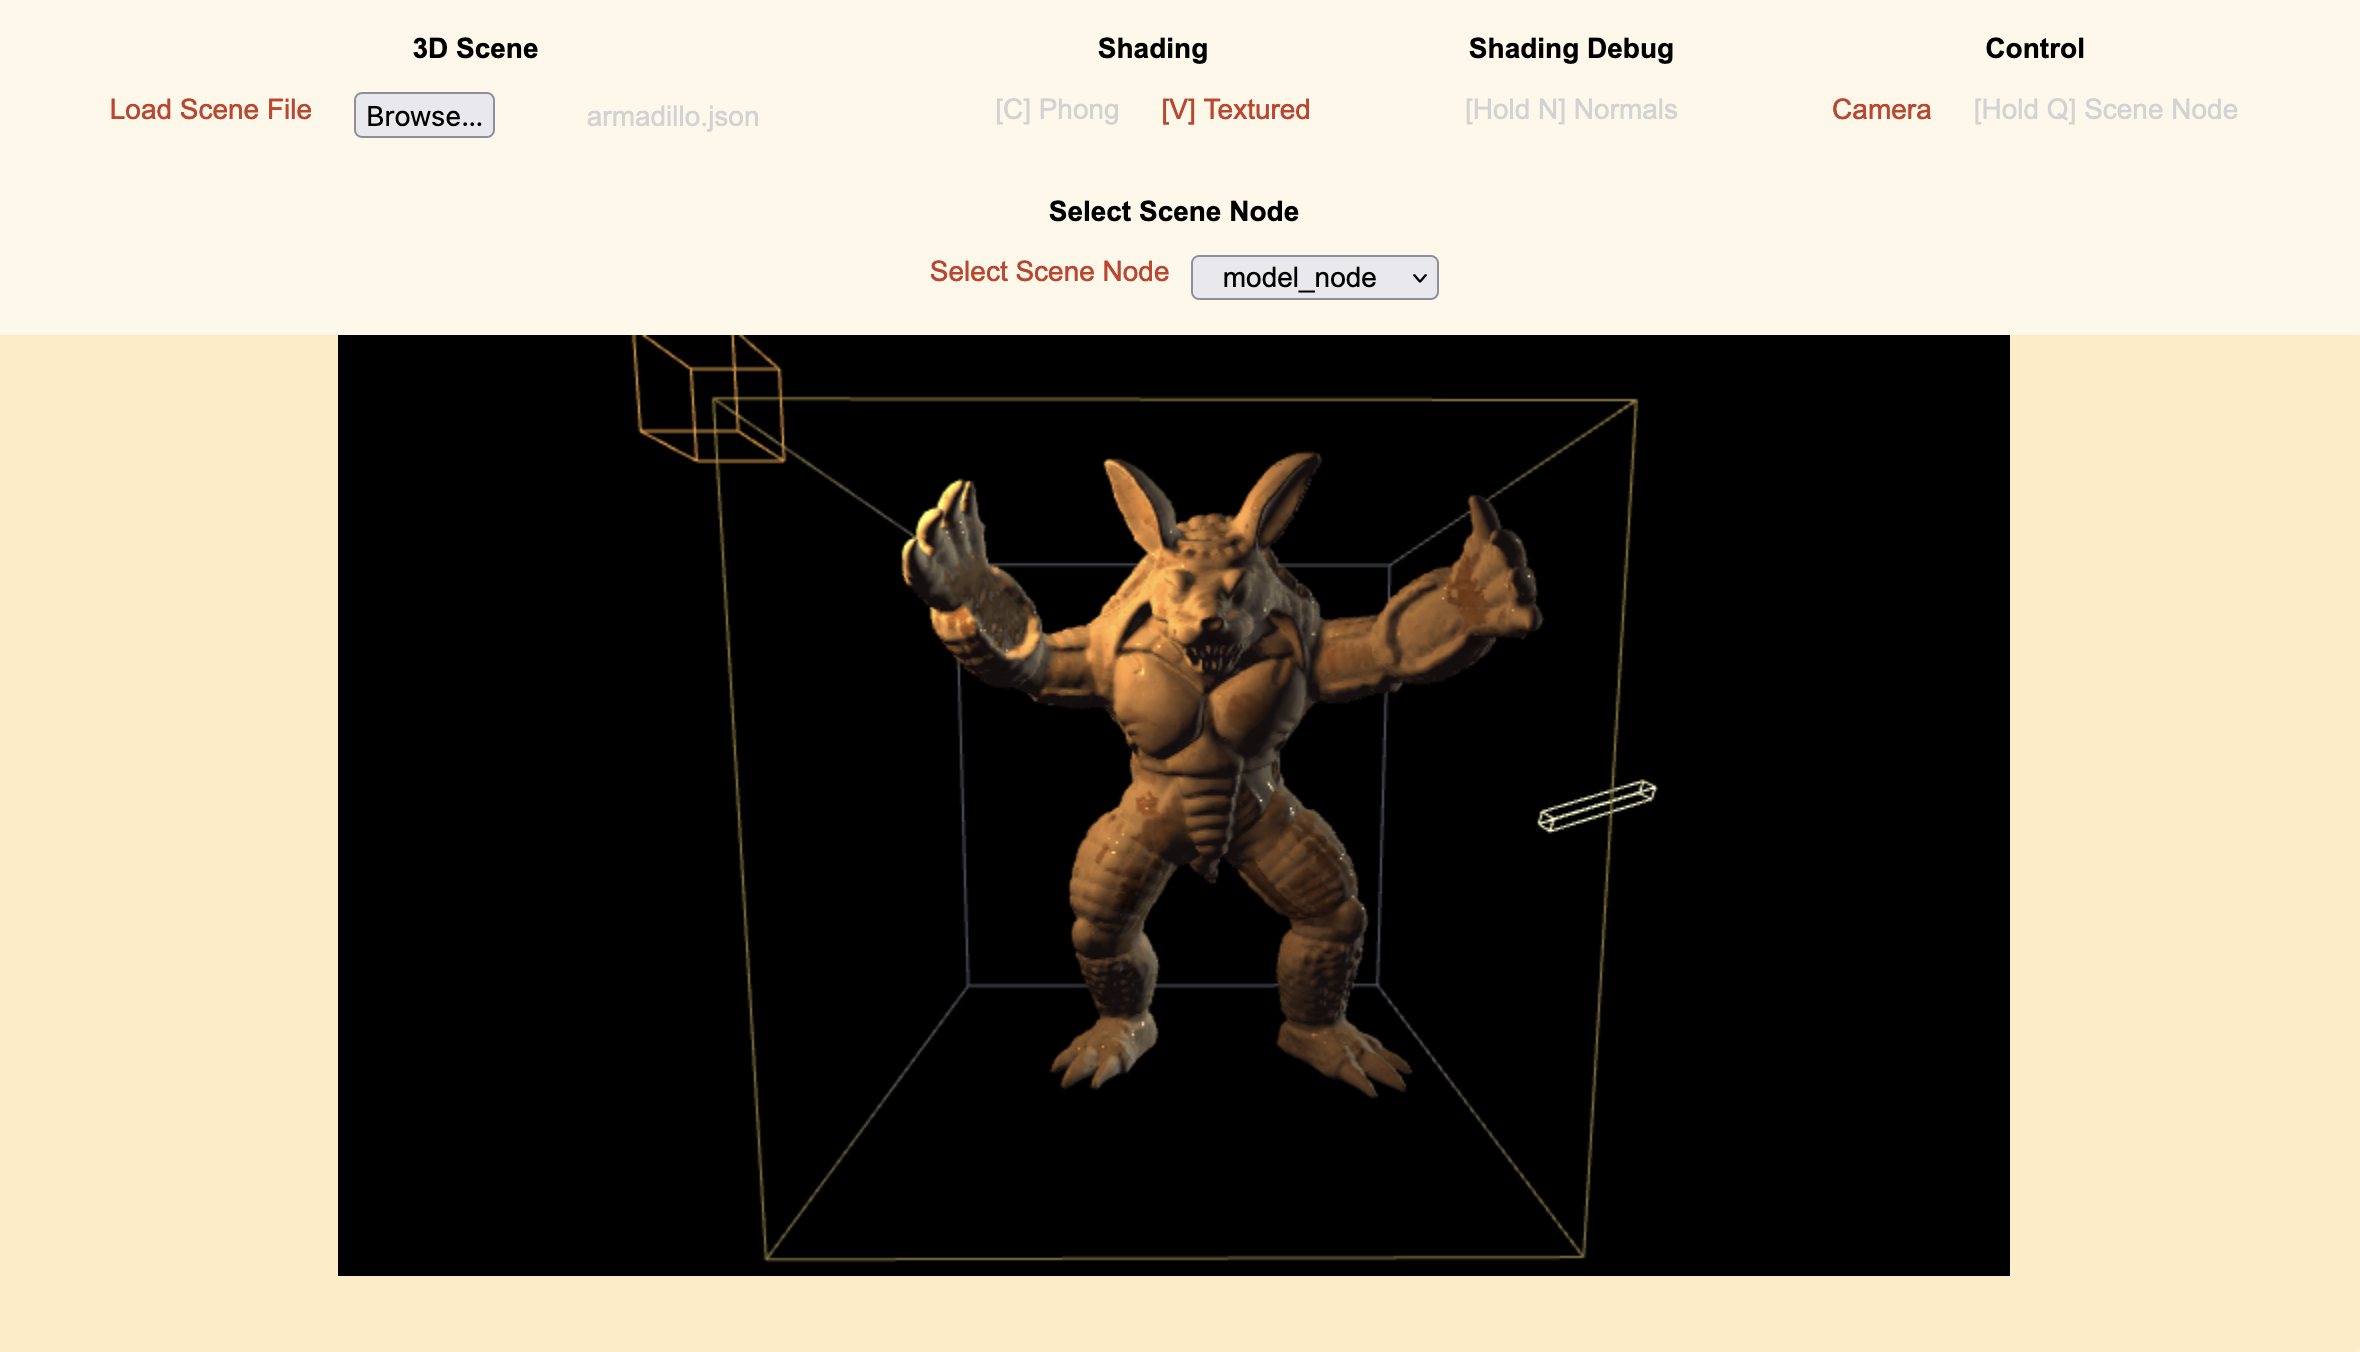 3D Scene
Shading
Shading Debug
Control
Load Scene File
Browse...
armadillo.json
[C] Phong
[V] Textured
[Hold N] Normals
Camera
[Hold Q] Scene Node
Select Scene Node
Select Scene Node
model_node